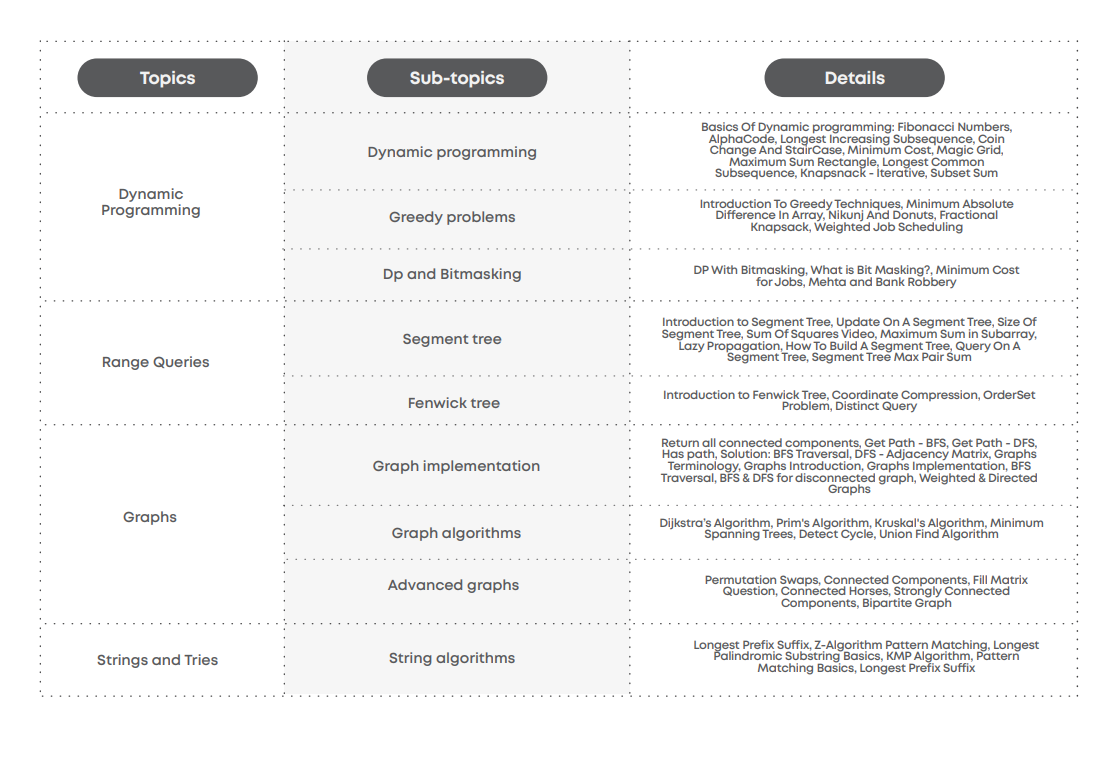 Topics
Sub-topics
Details
Dynamic
Programming
Dynamic programming
Basics Of Dynamic programming: Fibonacci Numbers,
AlphaCode, Longest Increasing Subsequence, Coin
Change And StairCase, Minimum Cost, Magic Grid,
Maximum Sum Rectangle, Longest Common
Subsequence, Knapsnack - Iterative, Subset Sum
Greedy problems
Introduction To Greedy Techniques, Minimum Absolute
Difference In Array, Nikunj And Donuts, Fractional
Knapsack, Weighted Job Scheduling
Dp and Bitmasking
DP With Bitmasking, What is Bit Masking?, Minimum Cost
for Jobs, Mehta and Bank Robbery
Range Queries
Segment tree
Introduction to Segment Tree, Update On A Segment Tree, Size Of
Segment Tree, Sum Of Squares Video, Maximum Sum in Subarray,
Lazy Propagation, How To Build A Segment Tree, Query On A
Segment Tree, Segment Tree Max Pair Sum
Fenwick tree
Introduction to Fenwick Tree, Coordinate Compression, OrderSet
Problem, Distinct Query
Graphs
Graph implementation
Return all connected components, Get Path - BFS, Get Path - DFS,
Has path, Solution: BFS Traversal, DFS - Adjacency Matrix, Graphs
Terminology, Graphs Introduction, Graphs Implementation, BFS
Traversal, BFS & DFS for disconnected graph, Weighted & Directed
Graphs
Graph algorithms
Dijkstra's Algorithm, Prim's Algorithm, Kruskal's Algorithm, Minimum
Spanning Trees, Detect Cycle, Union Find Algorithm
Advanced graphs
Permutation Swaps, Connected Components, Fill Matrix
Question, Connected Horses, Strongly Connected
Components, Bipartite Graph
Strings and Tries
String algorithms
Longest Prefix Suffix, Z-Algorithm Pattern Matching, Longest
Palindromic Substring Basics, KMP Algorithm, Pattern
Matching Basics, Longest Prefix Suffix